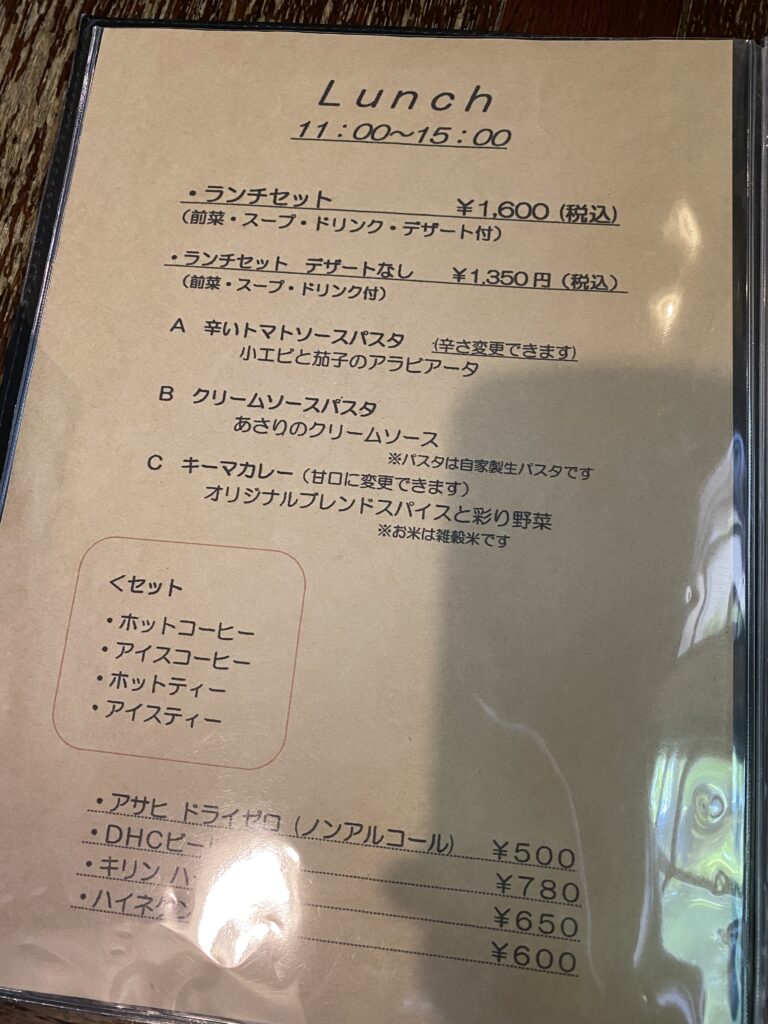 Lunch
11：00～15：00
・ランチセット ￥1,600 (税込)
（前菜・スープ・ドリンク・デザート付）
・ランチセット デザートなし ￥1.350円（税込）
（前菜・スープ・ドリンク付）
A 辛いトマトソースパスタ (辛さ変更できます)
小エビと茄子のアラビアータ
B クリームソースパスタ
あさりのクリームソース
※パスタは自家製生パスタです
C キーマカレー（甘口に変更できます）
オリジナルブレンドスパイスと彩り野菜
※お米は雑穀米です
くセット
・ホットコーヒー
・アイスコーヒー
・ホットティー
・アイスティー
・アサヒ ドライゼロ（ノンアルコール） ￥500
・DHCビー ￥780
・キリン ￥650
・ハイネケン ￥600